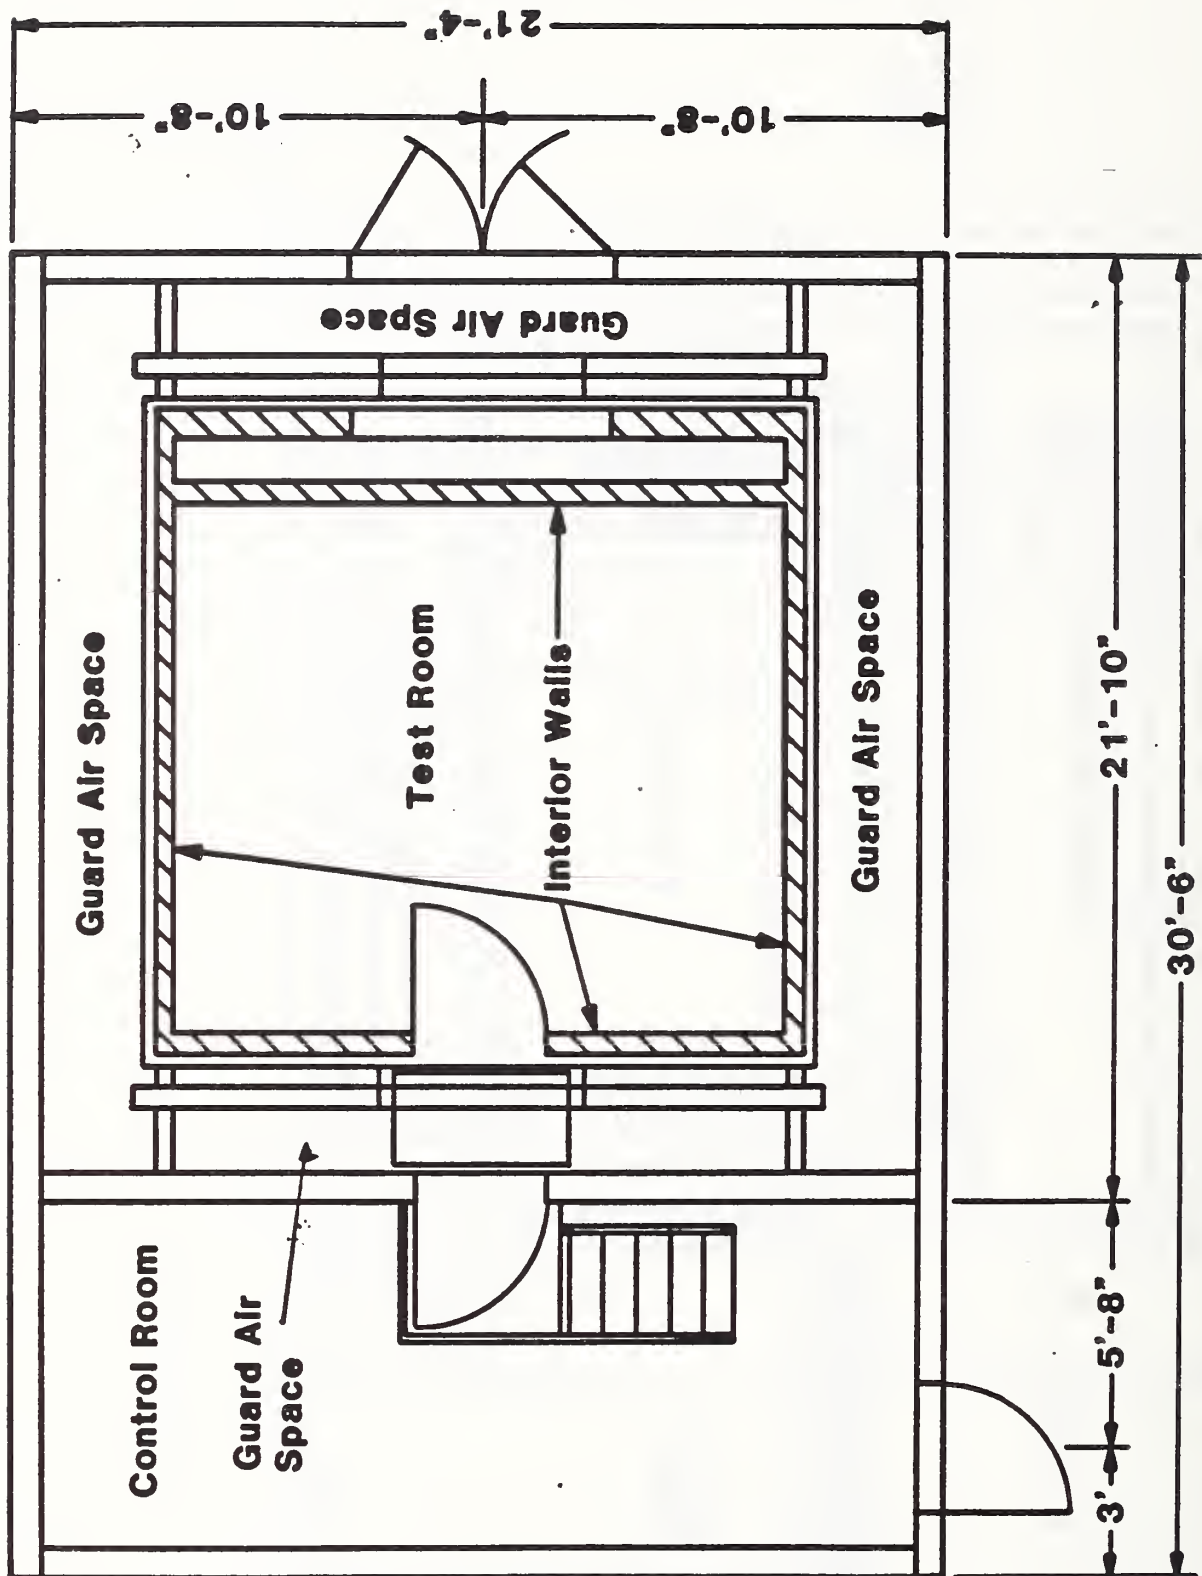 21'-4"
10'-8"
10'-8"
Guard Air Space
Guard Air Space
Test Room
Interior Walls
Guard Air Space
Control Room
Guard Air
Space
21'-10"
5'-8"
3'
30'-6"